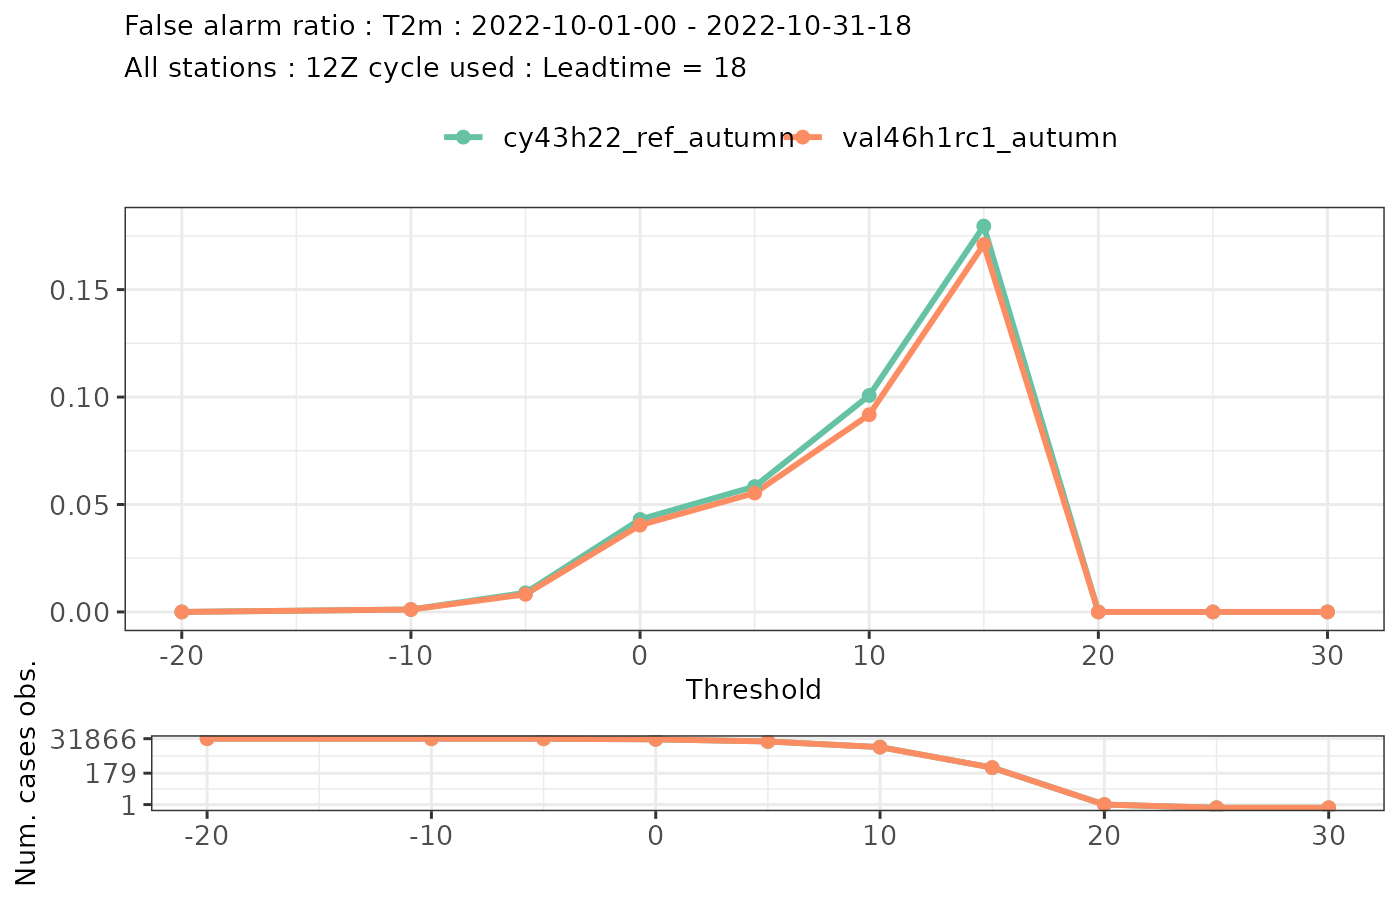 False alarm ratio : T2m : 2022-10-01-00 - 2022-10-31-18
All stations : 12Z cycle used : Leadtime = 18
cy43h22_ref_autumn val46h1rc1_autumn
0.15
0.10
0.05
0.00
-20 -10 0 10 20 30
Threshold
Num. cases obs.
31866
179
1
-20 -10 0 10 20 30